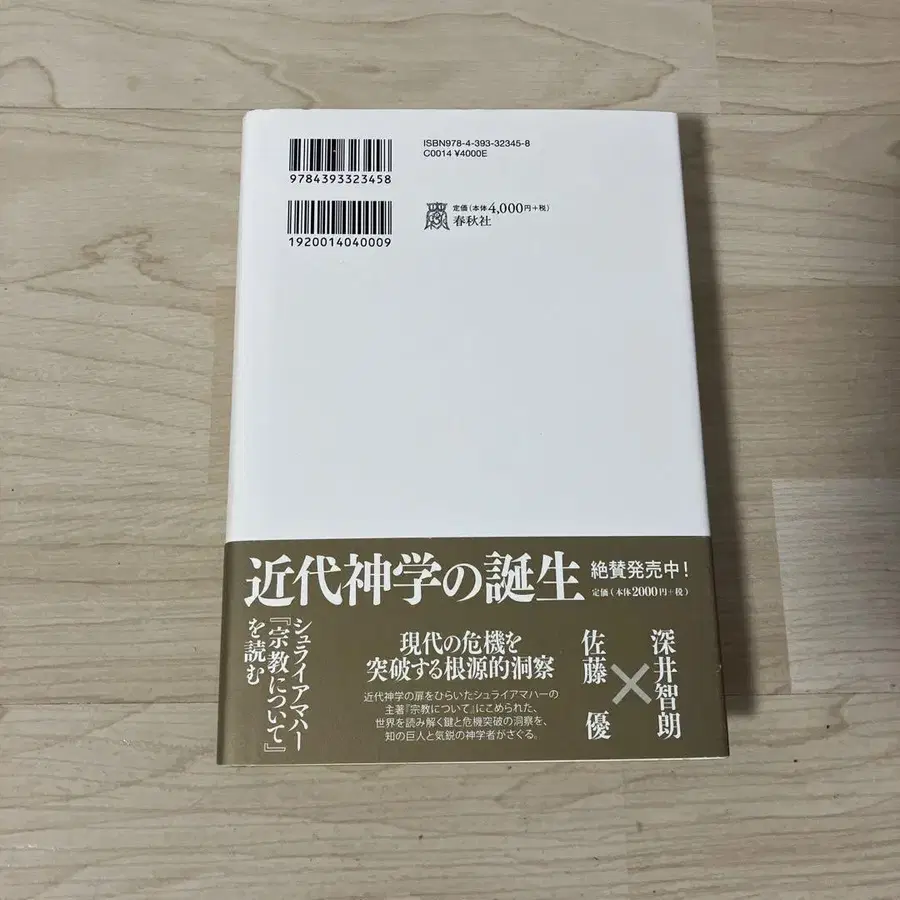 9784393323458
ISBN978-4-393-32345-8
C0014 ¥4000E
1920014040009
定価(本体4,000円+税)
春秋社
近代神学の誕生
絶賛発売中!
定価(本体2000円+税)
シュライアマハー
『宗教について』
を読む
現代の危機を
突破する根源的洞察
近代神学の扉をひらいたシュライアマハーの
主著『宗教について』にこめられた、
世界を読み解く鍵と危機突破の洞察を、
知の巨人と気鋭の神学者がさぐる。
深井智朗
×
佐藤 優